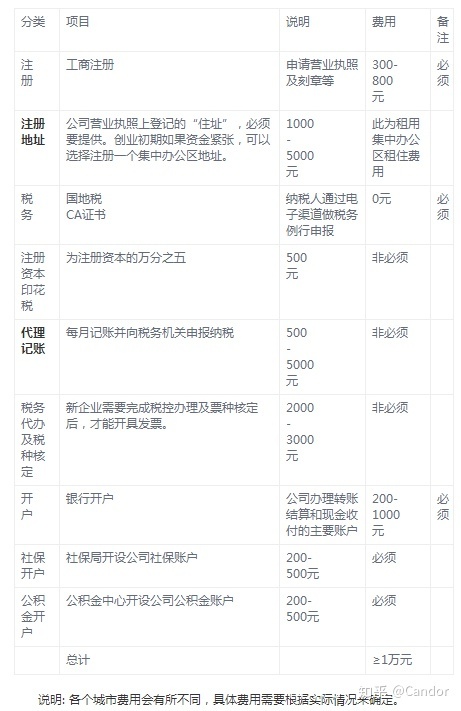 分类 项目 说明 费用 备注
注册 工商注册 申请营业执照及刻章等 300-800元 必须
注册地址 公司营业执照上登记的“住址”，必须要提供。创业初期如果资金紧张，可以选择注册一个集中办公区地址。 1000-5000元 此为租用集中办公区租住费用
税务 国地税CA证书 纳税人通过电子渠道做税务例行申报 0元 必须
注册资本印花税 为注册资本的万分之五 500元 非必须
代理记账 每月记账并向税务机关申报纳税 500-5000元 非必须
税务代办及税种核定 新企业需要完成税控办理及票种核定后，才能开具发票。 2000-3000元 非必须
开户 银行开户 公司办理转账结算和现金收付的主要账户 200-1000元 必须
社保开户 社保局开设公司社保账户 200-500元 必须
公积金开户 公积金中心开设公司公积金账户 200-500元 必须
总计 ≥1万元
知乎 @Candor
说明: 各个城市费用会有所不同，具体费用需要根据实际情况来确定。